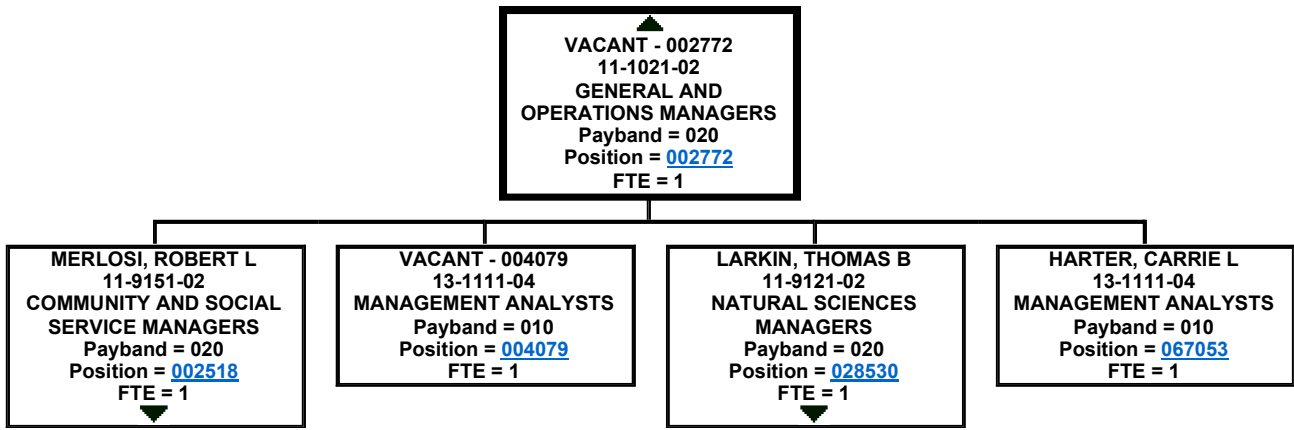 VACANT - 002772
11-1021-02
GENERAL AND
OPERATIONS MANAGERS
Payband = 020
Position = 002772
FTE = 1
MERLOSI, ROBERT L
11-9151-02
COMMUNITY AND SOCIAL
SERVICE MANAGERS
Payband = 020
Position = 002518
FTE = 1
VACANT - 004079
13-1111-04
MANAGEMENT ANALYSTS
Payband = 010
Position = 004079
FTE = 1
LARKIN, THOMAS B
11-9121-02
NATURAL SCIENCES
MANAGERS
Payband = 020
Position = 028530
FTE = 1
HARTER, CARRIE L
13-1111-04
MANAGEMENT ANALYSTS
Payband = 010
Position = 067053
FTE = 1